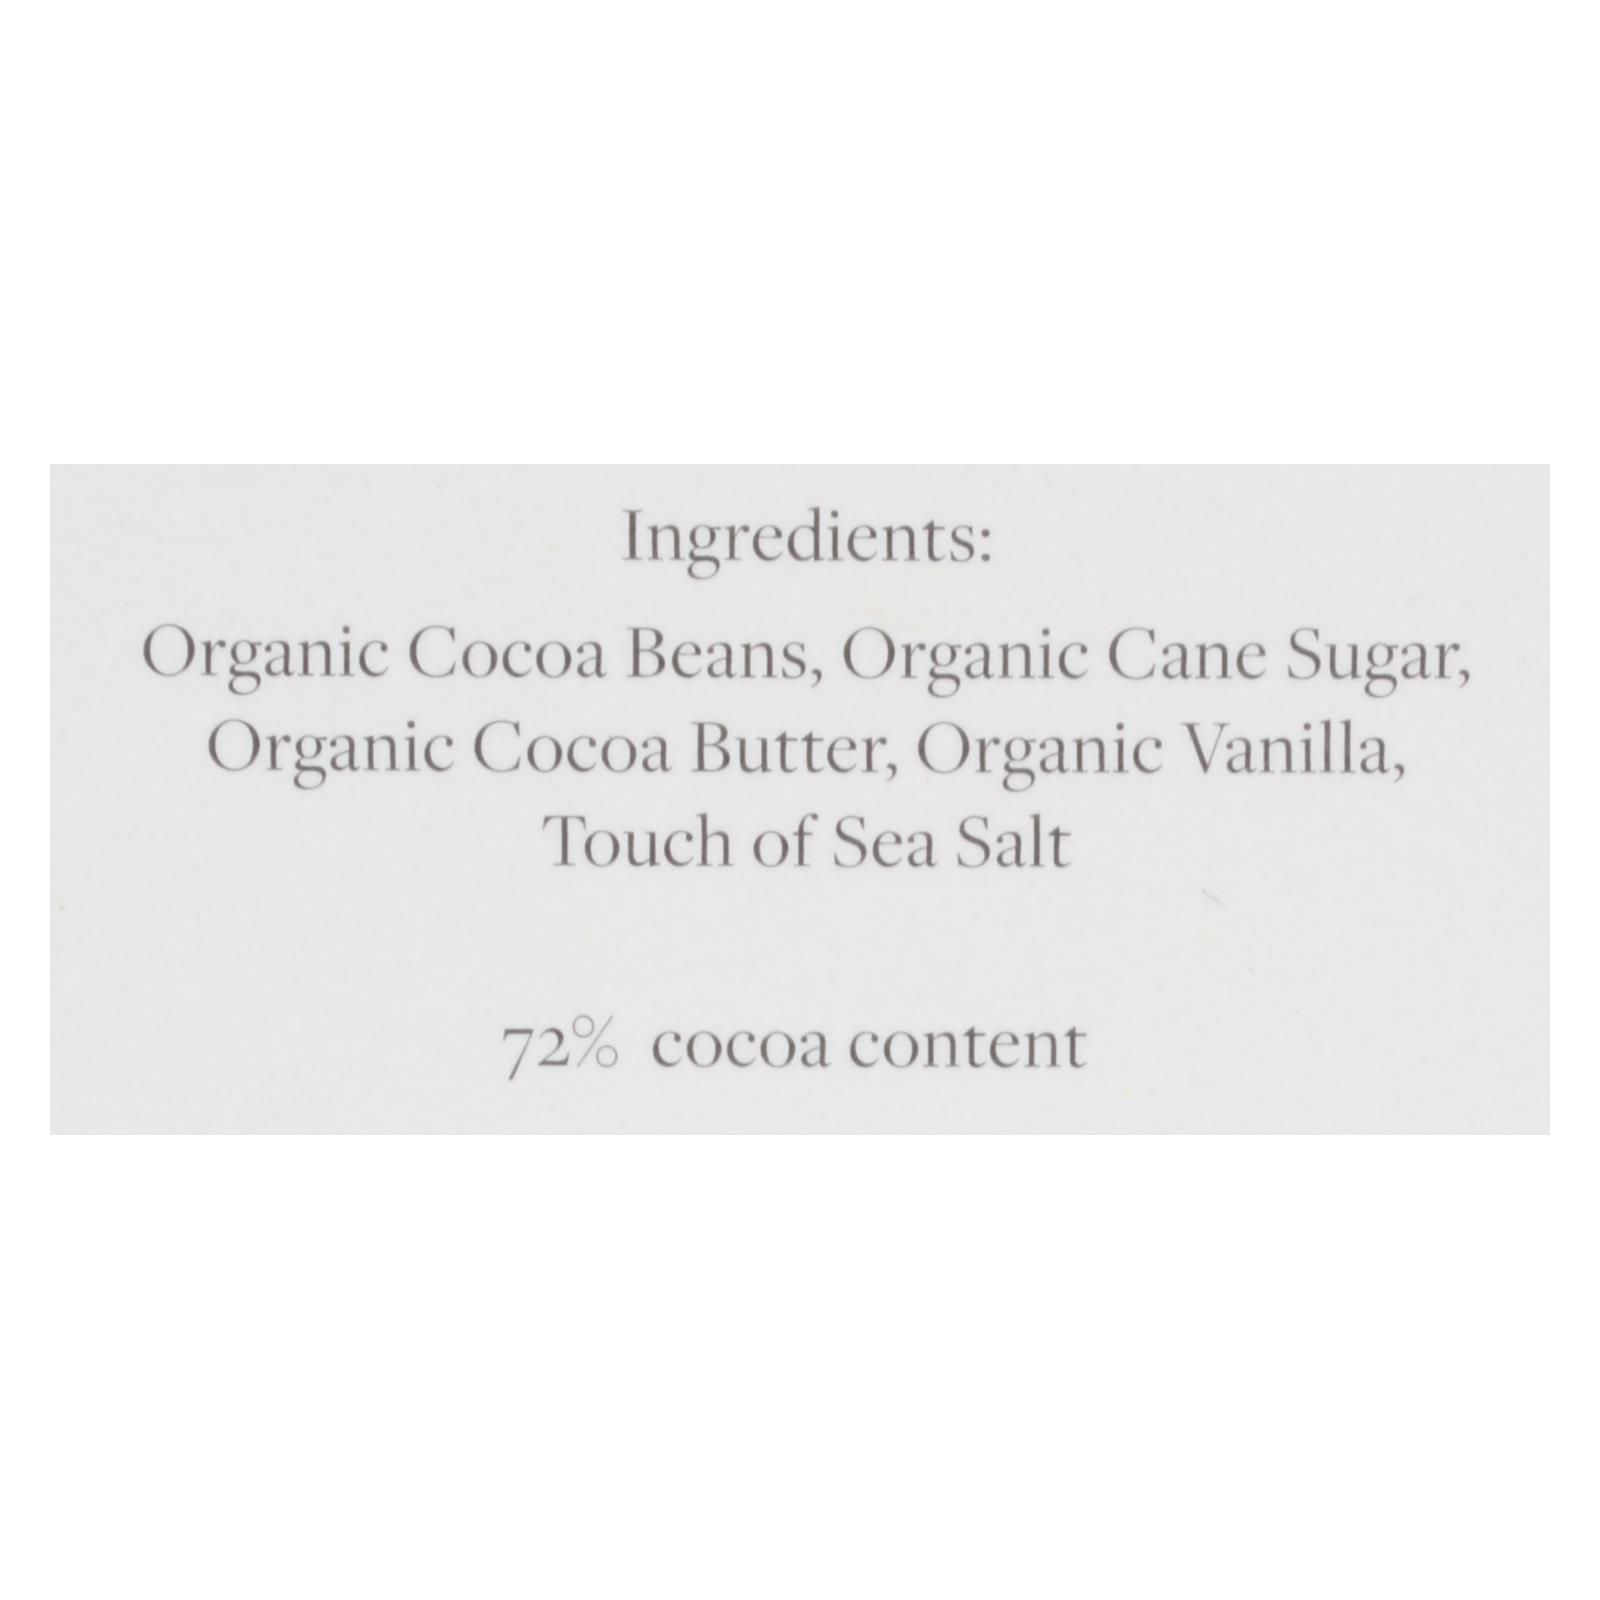 Ingredients:
Organic Cocoa Beans, Organic Cane Sugar,
Organic Cocoa Butter, Organic Vanilla,
Touch of Sea Salt
72% cocoa content